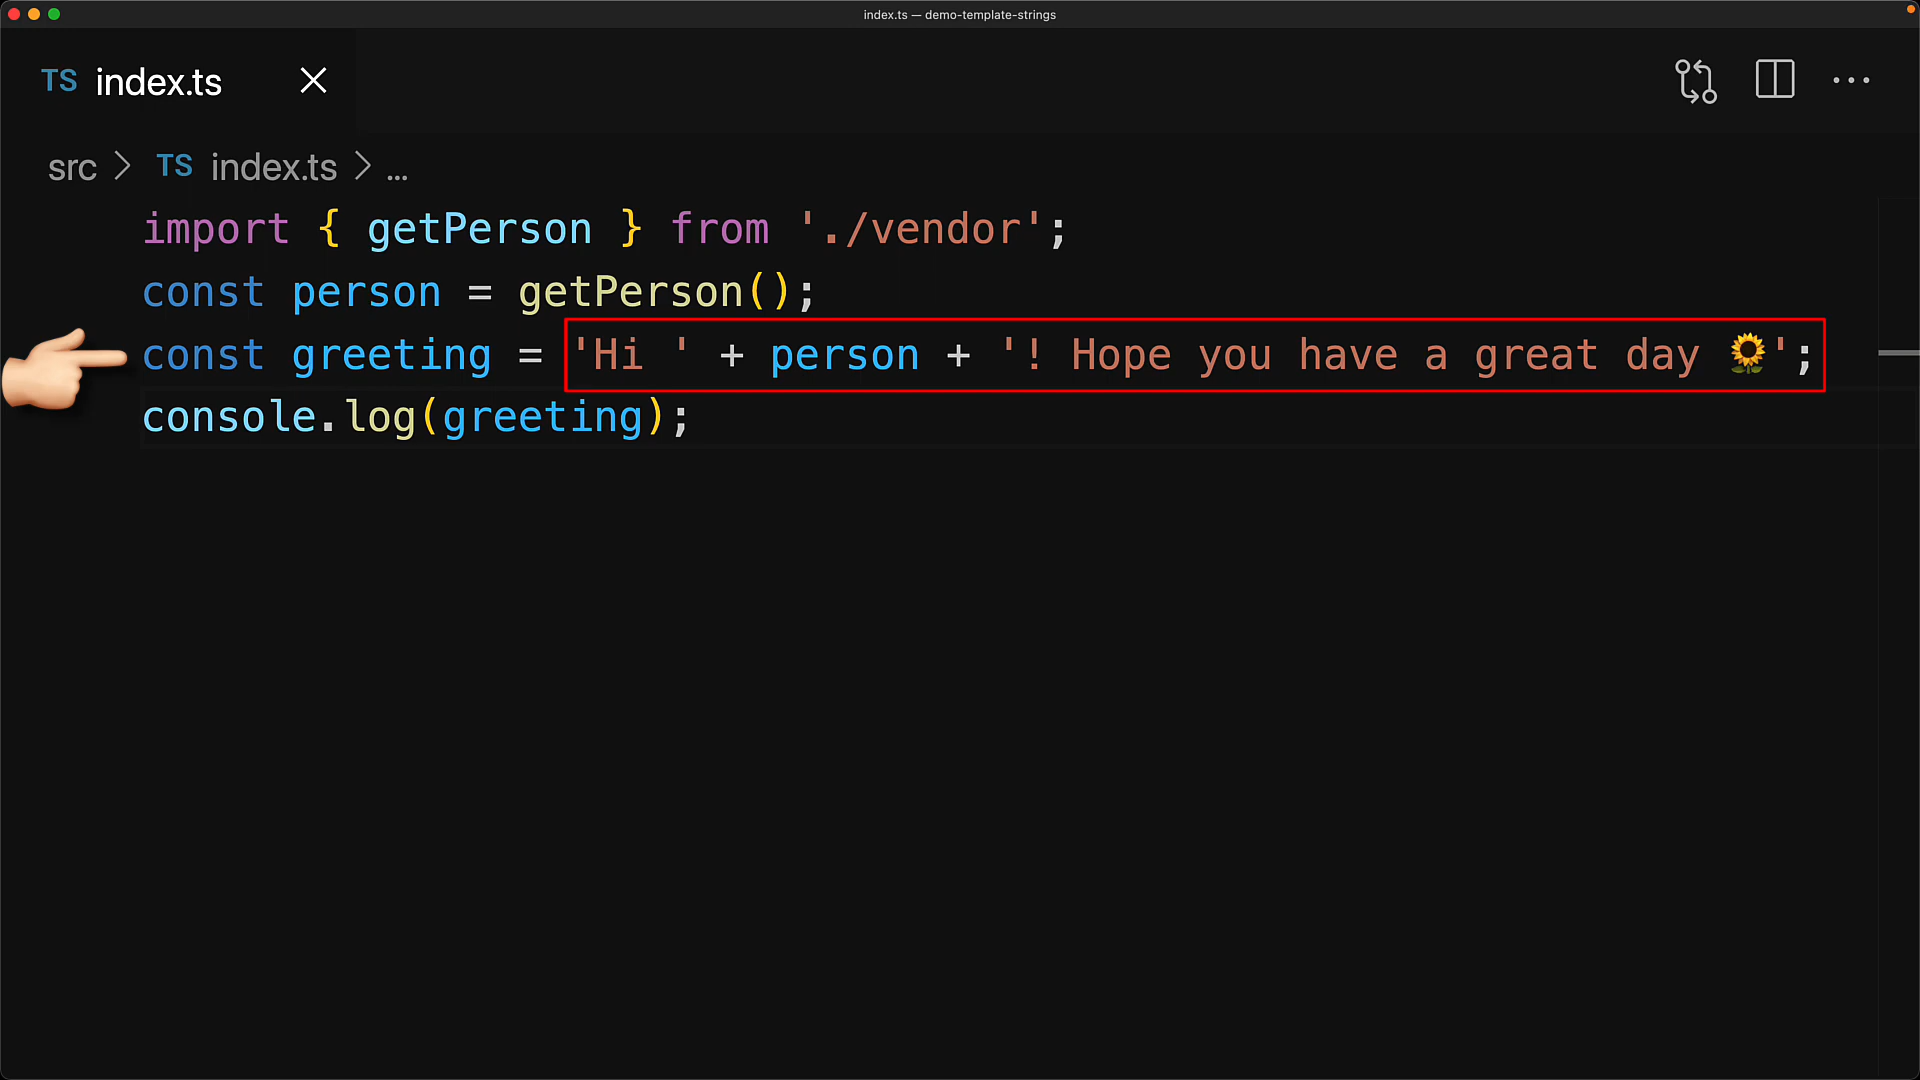 index.ts — demo-template-strings
TS index.ts
src > TS index.ts > ...
import { getPerson } from './vendor';
const person = getPerson();
const greeting = 'Hi ' + person + '! Hope you have a great day 🌻';
console.log(greeting);